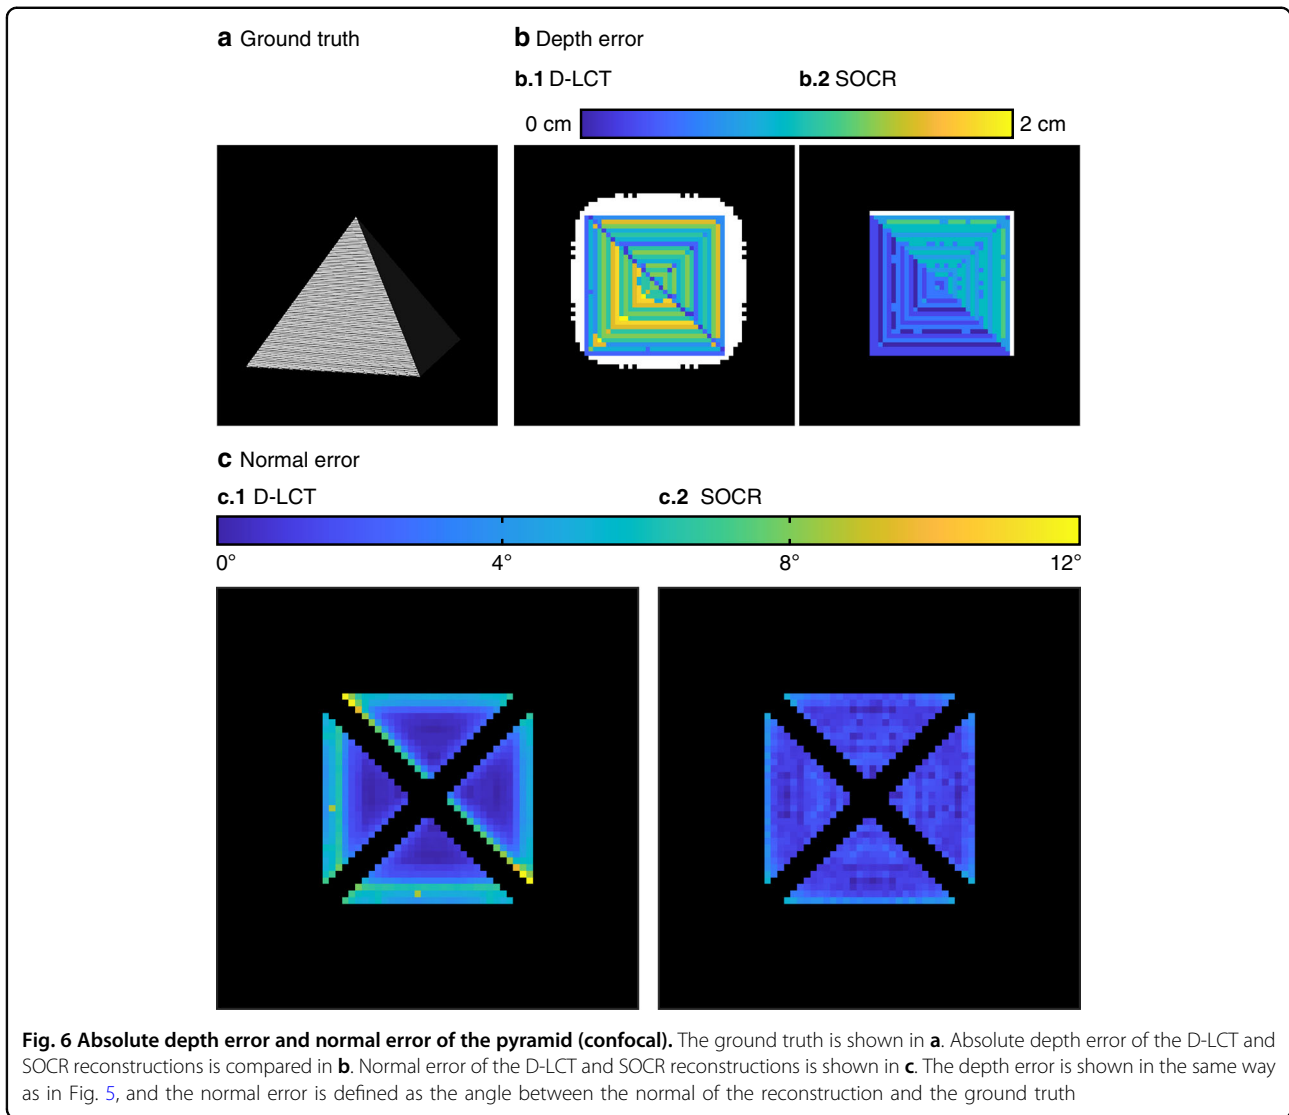 a Ground truth
b Depth error
b.1 D-LCT
b.2 SOCR
0 cm
2 cm
c Normal error
c.1 D-LCT
c.2 SOCR
0°
4°
8°
12°
Fig. 6 Absolute depth error and normal error of the pyramid (confocal). The ground truth is shown in a. Absolute depth error of the D-LCT and
SOCR reconstructions is compared in b. Normal error of the D-LCT and SOCR reconstructions is shown in c. The depth error is shown in the same way
as in Fig. 5, and the normal error is defined as the angle between the normal of the reconstruction and the ground truth